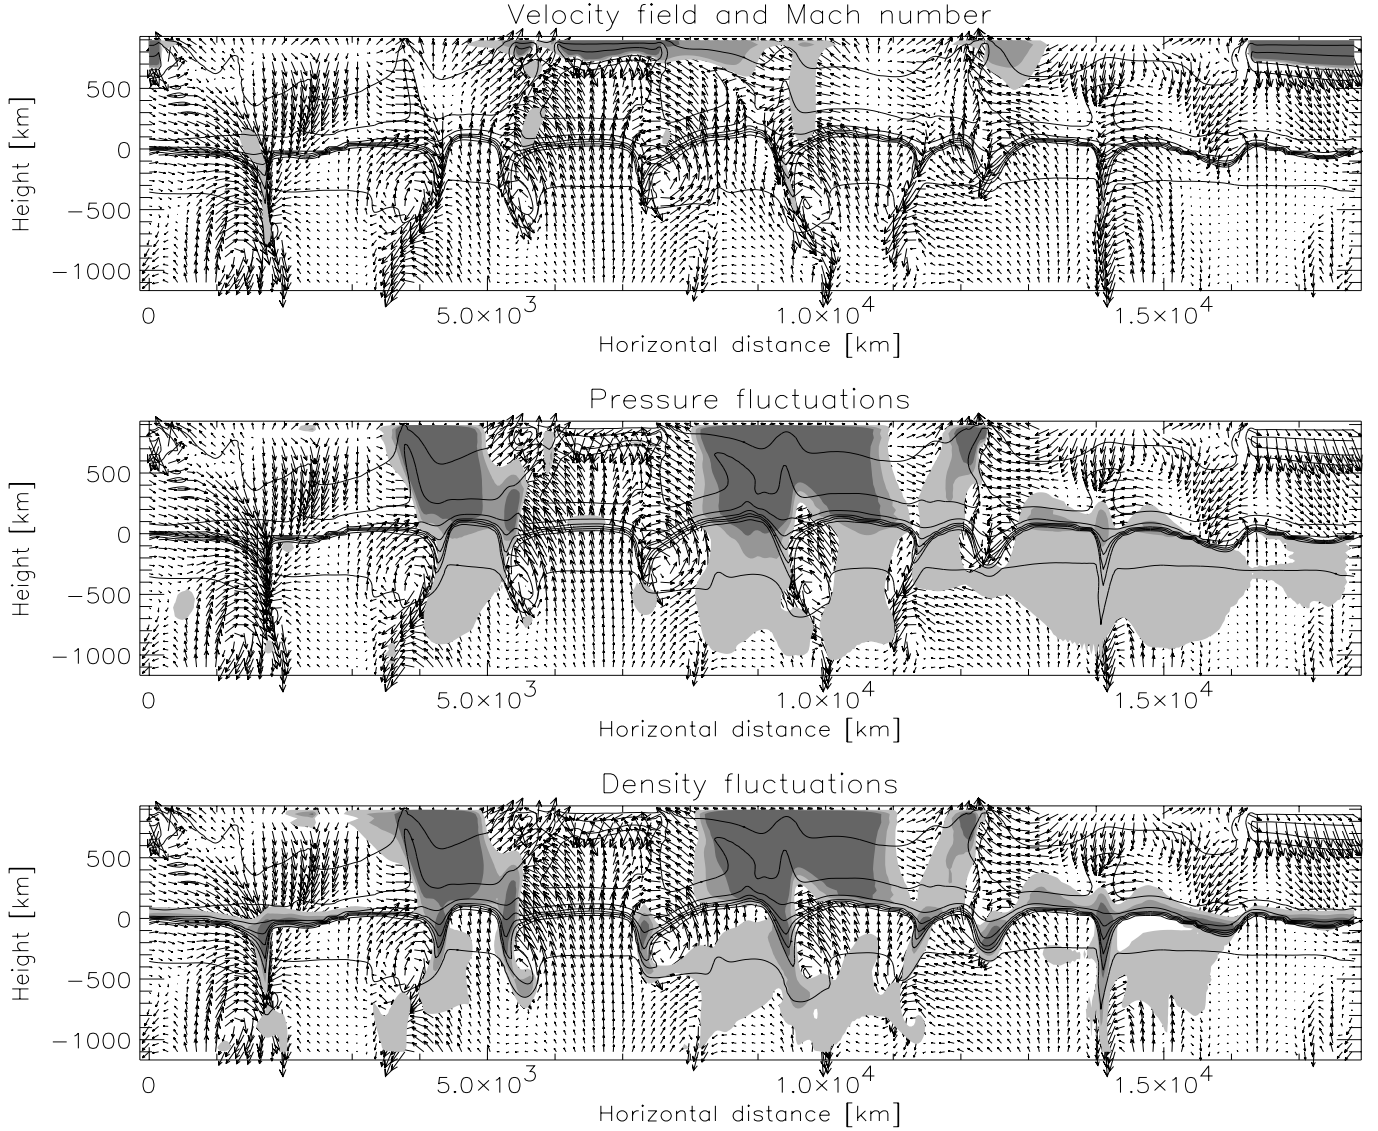 Velocity field and Mach number
500
0
−500
−1000
Height [km]
0 5.0×10³ 1.0×10⁴ 1.5×10⁴
Horizontal distance [km]
Pressure fluctuations
500
0
−500
−1000
Height [km]
0 5.0×10³ 1.0×10⁴ 1.5×10⁴
Horizontal distance [km]
Density fluctuations
500
0
−500
−1000
Height [km]
0 5.0×10³ 1.0×10⁴ 1.5×10⁴
Horizontal distance [km]